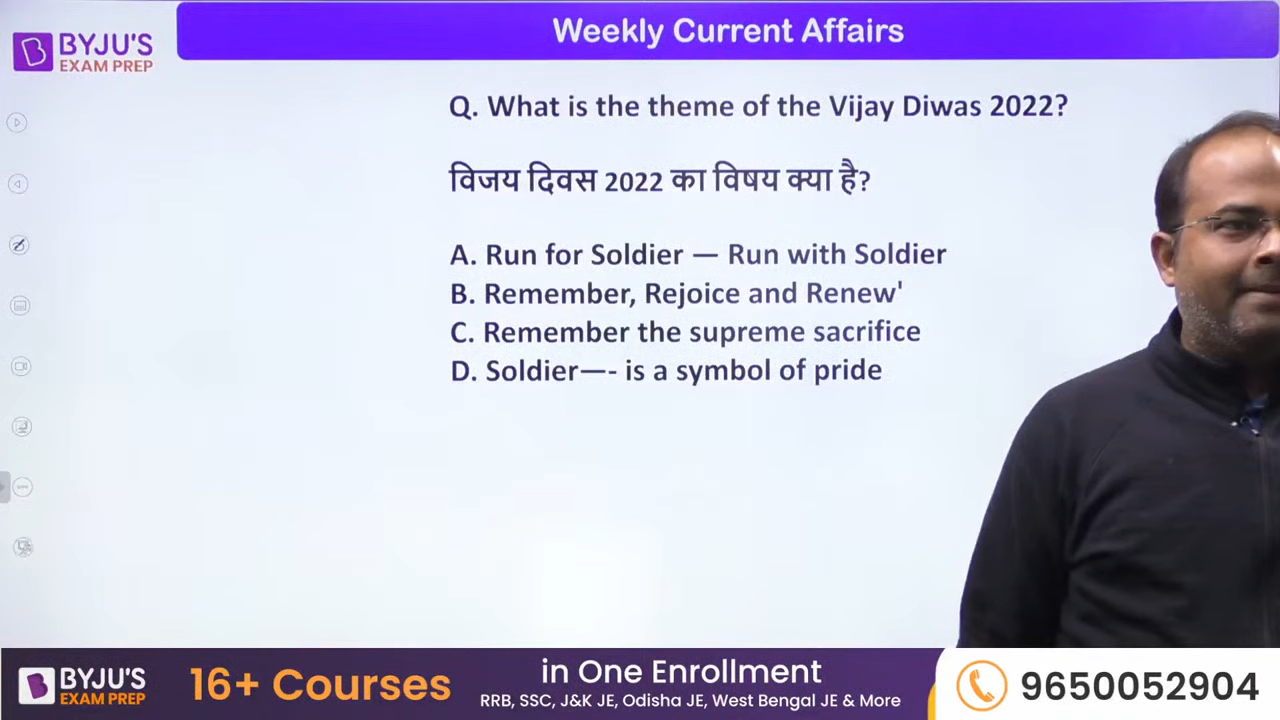 BYJU'S
EXAM PREP
Weekly Current Affairs
Q. What is the theme of the Vijay Diwas 2022?
विजय दिवस 2022 का विषय क्या है?
A. Run for Soldier — Run with Soldier
B. Remember, Rejoice and Renew'
C. Remember the supreme sacrifice
D. Soldier—- is a symbol of pride
BYJU'S
EXAM PREP
16+ Courses
in One Enrollment
RRB, SSC, J&K JE, Odisha JE, West Bengal JE & More
9650052904